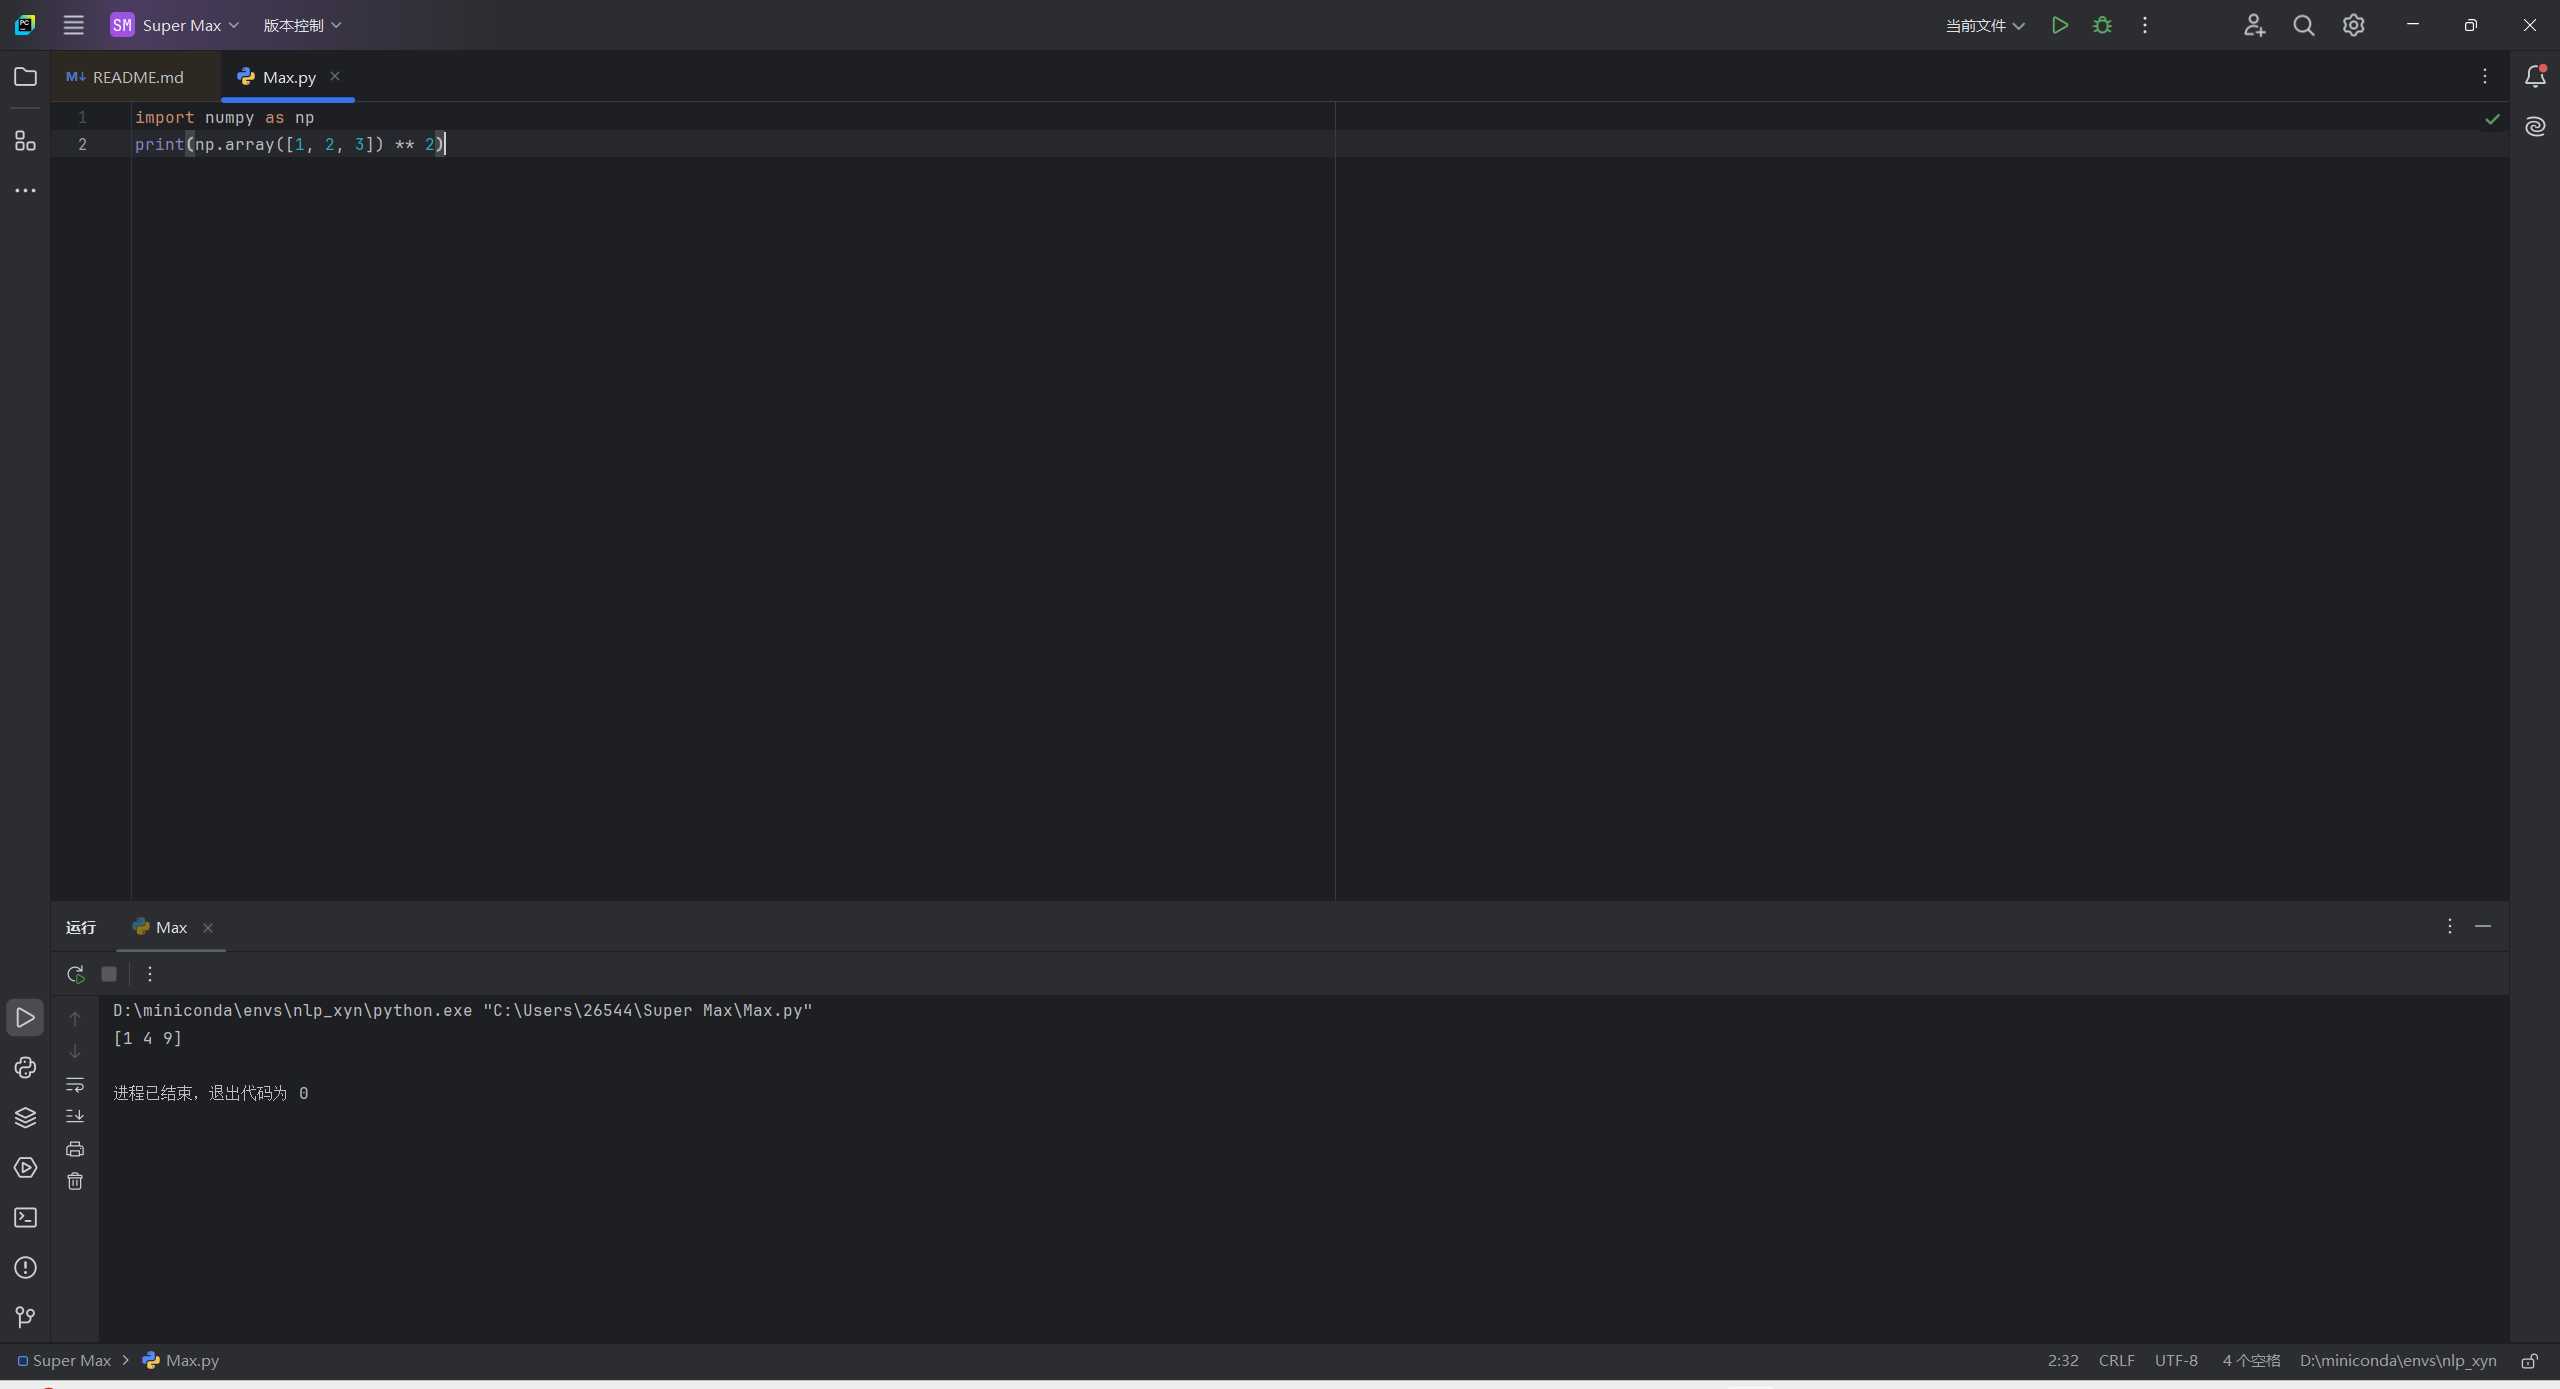 SM Super Max 版本控制 当前文件
README.md Max.py
1 import numpy as np
2 print(np.array([1, 2, 3]) ** 2)
运行 Max
D:\miniconda\envs\nlp_xyn\python.exe "C:\Users\26544\Super Max\Max.py"
[1 4 9]
进程已结束，退出代码为 0
Super Max Max.py 2:32 CRLF UTF-8 4 个空格 D:\miniconda\envs\nlp_xyn